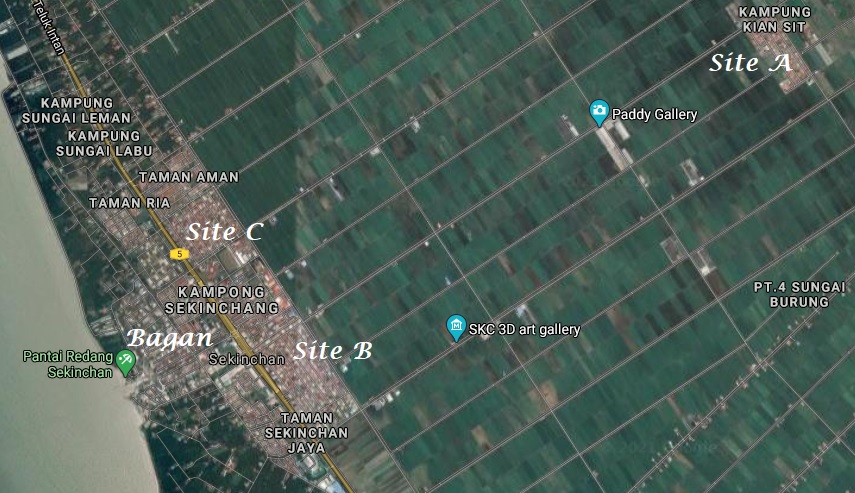 Teluk Intan
KAMPUNG
KIAN SIT
Site A
KAMPUNG
SUNGAI LEMAN
KAMPUNG
SUNGAI LABU
Paddy Gallery
TAMAN AMAN
TAMAN RIA
Site C
5
KAMPONG
SEKINCHANG
PT.4 SUNGAI
BURUNG
Bagan
SKC 3D art gallery
Site B
Pantai Redang
Sekinchan
Sekinchan
TAMAN
SEKINCHAN
JAYA